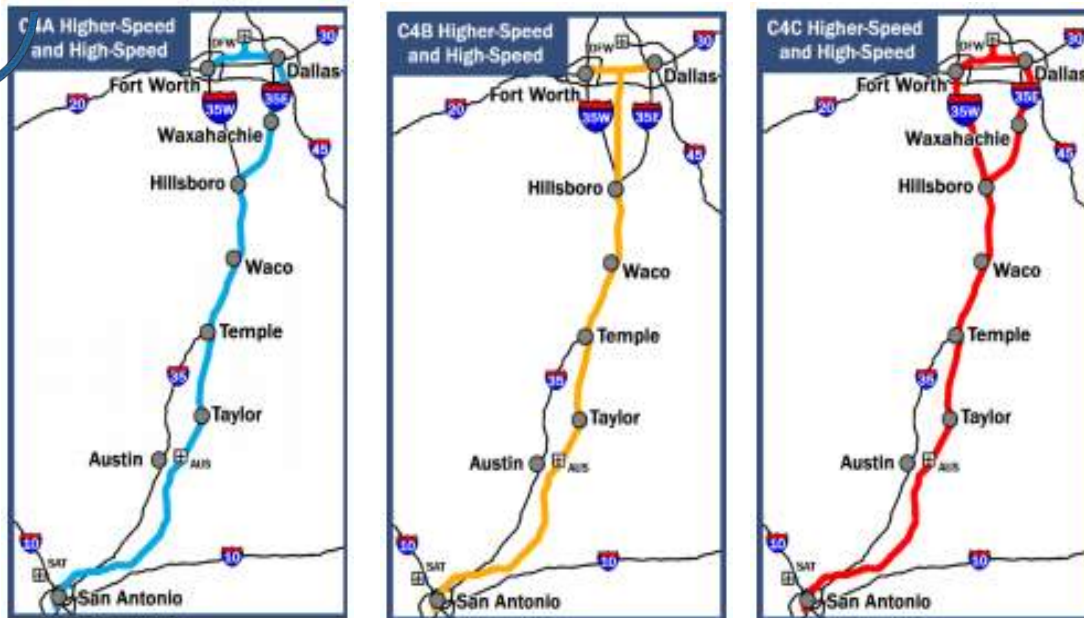 C4A Higher-Speed
and High-Speed
DFW
30
Dallas
Fort Worth
20
35W
35E
Waxahachie
45
Hillsboro
Waco
Temple
35
Taylor
Austin
AUS
10
SAT
10
San Antonio
C4B Higher-Speed
and High-Speed
DFW
30
Dallas
Fort Worth
20
35W
35E
45
Hillsboro
Waco
Temple
35
Taylor
Austin
AUS
10
SAT
10
San Antonio
C4C Higher-Speed
and High-Speed
DFW
30
Dallas
Fort Worth
20
35W
35E
Waxahachie
45
Hillsboro
Waco
Temple
35
Taylor
Austin
AUS
10
SAT
10
San Antonio